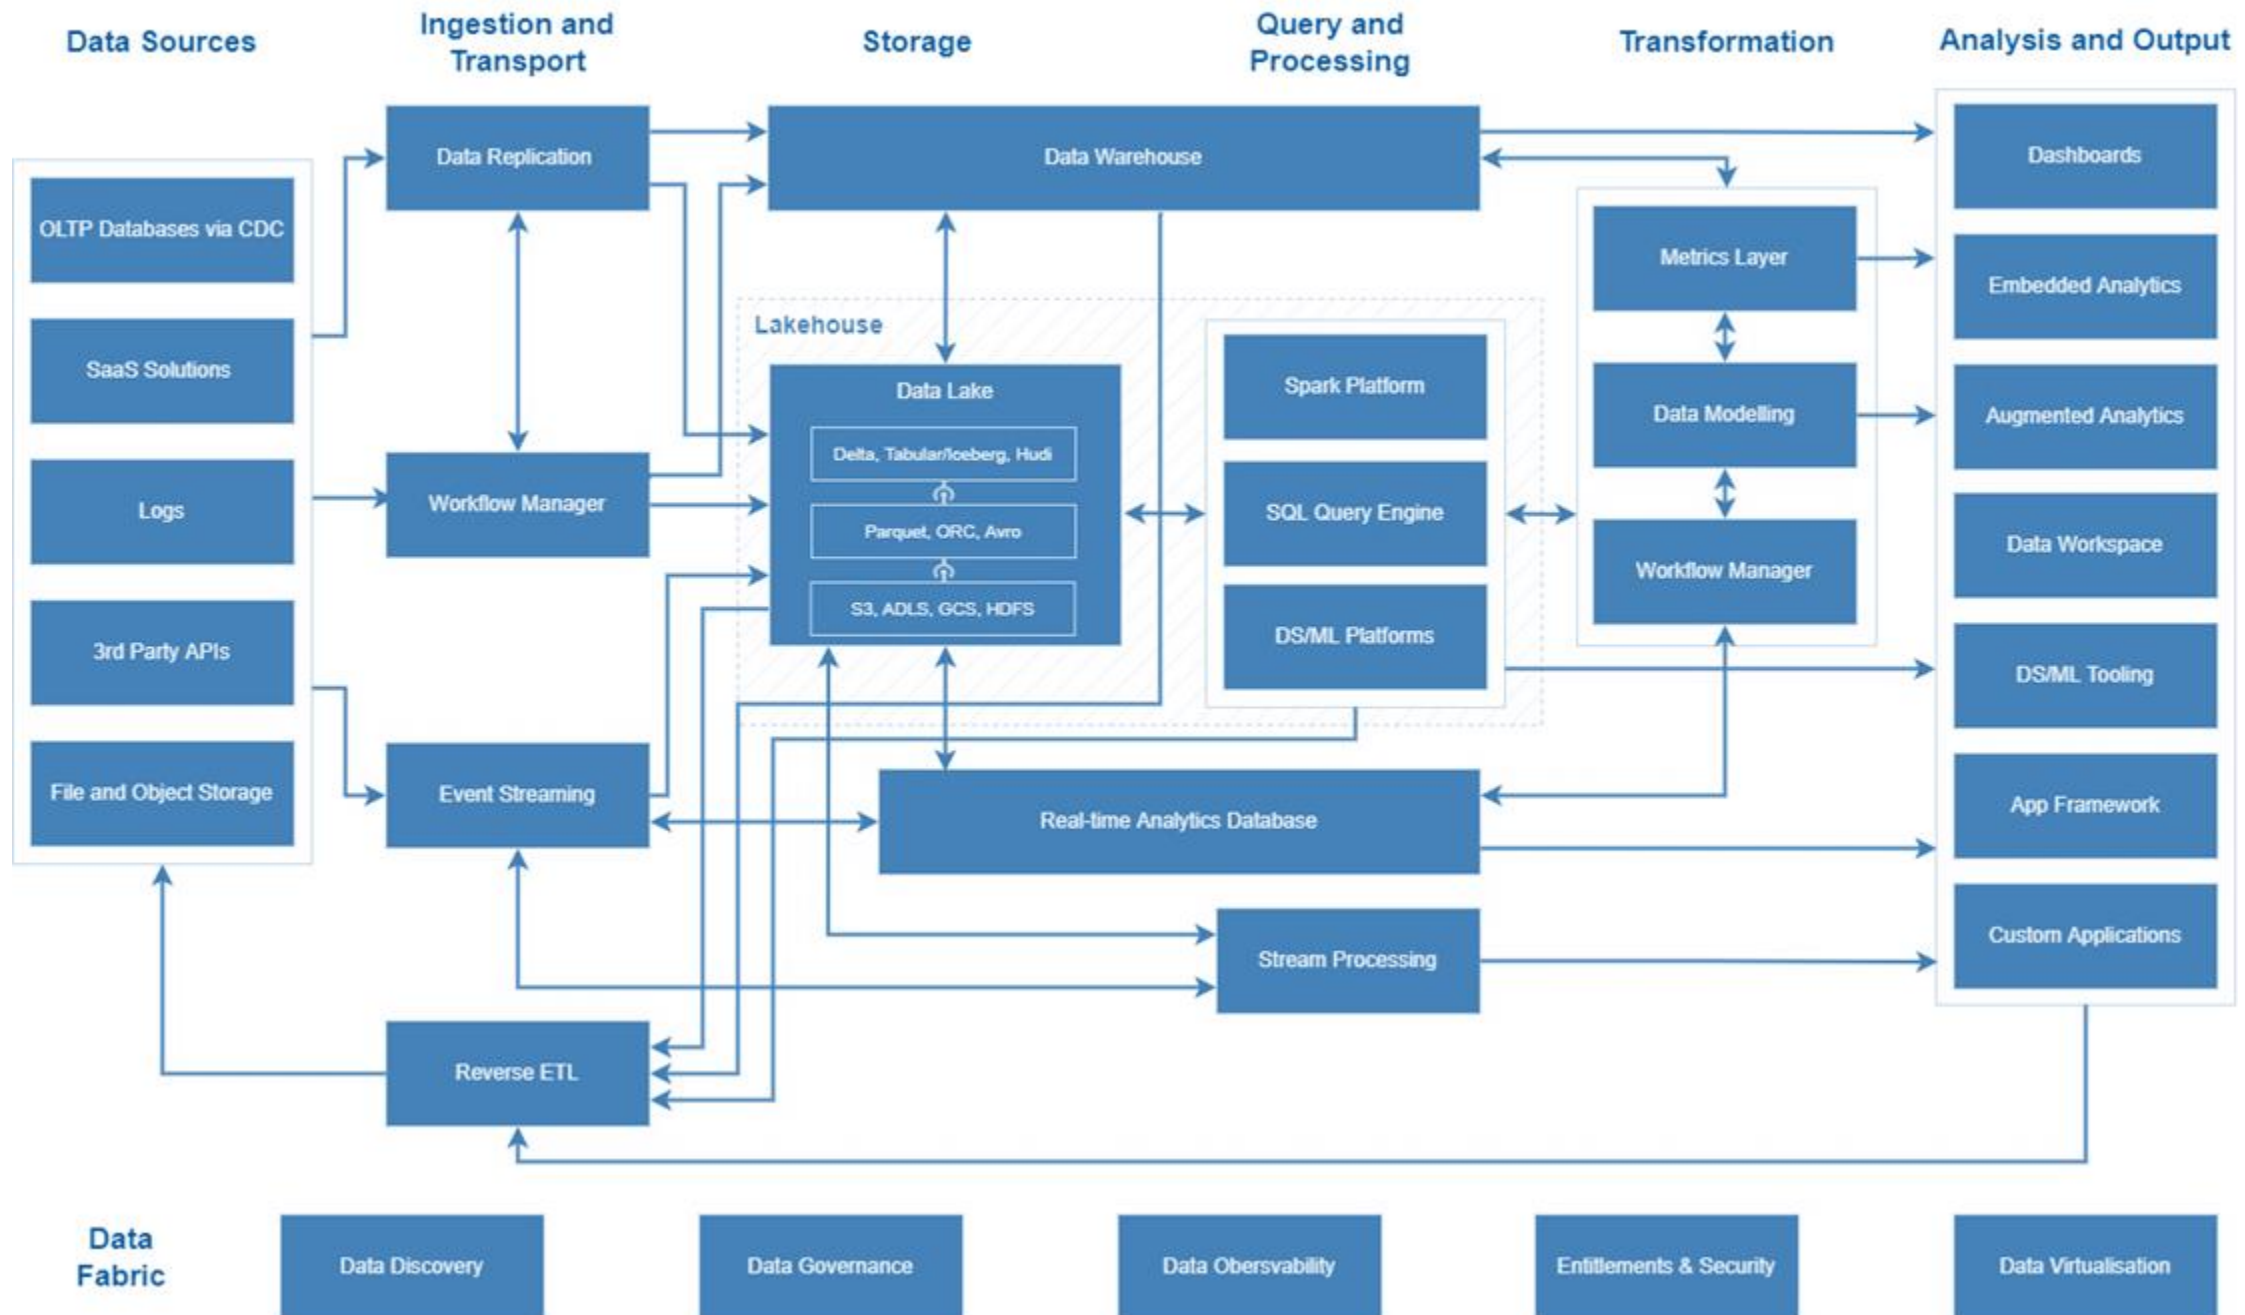 Data Sources
Ingestion and
Transport
Storage
Query and
Processing
Transformation
Analysis and Output
OLTP Databases via CDC
SaaS Solutions
Logs
3rd Party APIs
File and Object Storage
Data Replication
Workflow Manager
Event Streaming
Reverse ETL
Data Warehouse
Lakehouse
Data Lake
Delta, Tabular/Iceberg, Hudi
Parquet, ORC, Avro
S3, ADLS, GCS, HDFS
Spark Platform
SQL Query Engine
DS/ML Platforms
Real-time Analytics Database
Stream Processing
Metrics Layer
Data Modelling
Workflow Manager
Dashboards
Embedded Analytics
Augmented Analytics
Data Workspace
DS/ML Tooling
App Framework
Custom Applications
Data
Fabric
Data Discovery
Data Governance
Data Obersvability
Entitlements & Security
Data Virtualisation